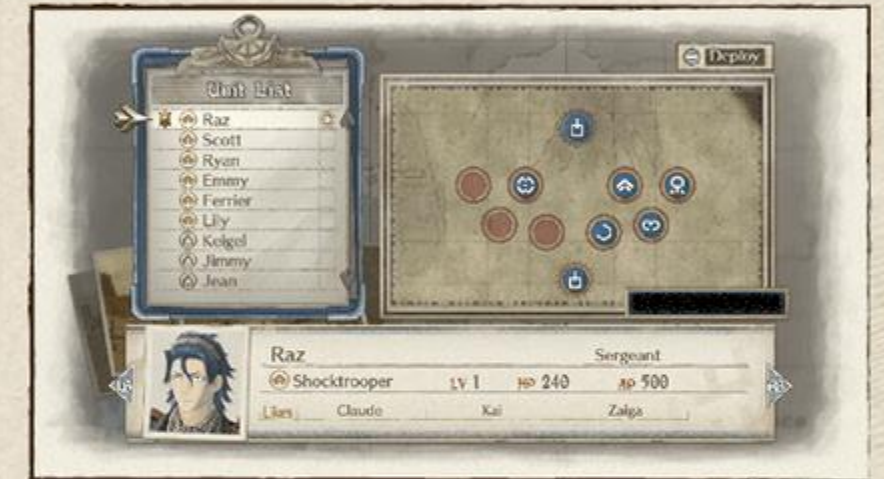 Unit List
Deploy
Raz
Scott
Ryan
Emmy
Ferrier
Lily
Keigel
Jimmy
Jean
Raz Sergeant
Shocktrooper LV 1 HP 240 AP 500
Likes Claude Kai Zaiga